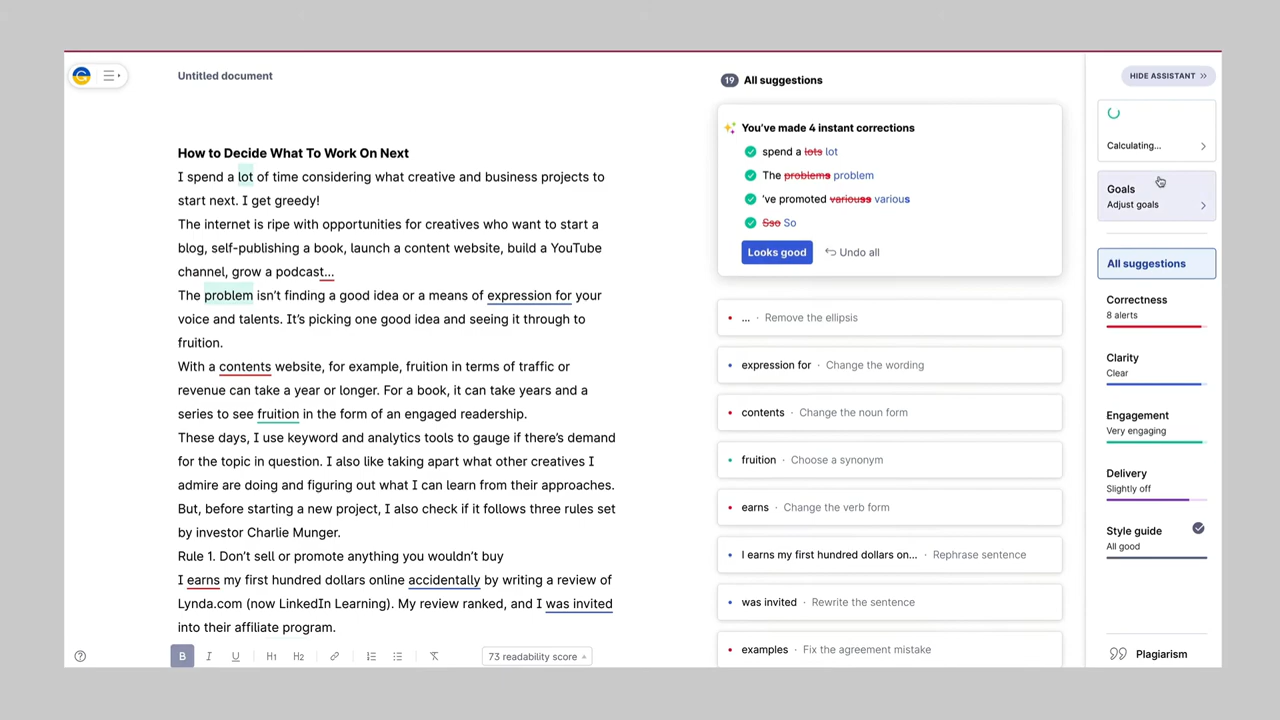 Untitled document
How to Decide What To Work On Next
I spend a lot of time considering what creative and business projects to
start next. I get greedy!
The internet is ripe with opportunities for creatives who want to start a
blog, self-publishing a book, launch a content website, build a YouTube
channel, grow a podcast...
The problem isn't finding a good idea or a means of expression for your
voice and talents. It's picking one good idea and seeing it through to
fruition.
With a contents website, for example, fruition in terms of traffic or
revenue can take a year or longer. For a book, it can take years and a
series to see fruition in the form of an engaged readership.
These days, I use keyword and analytics tools to gauge if there's demand
for the topic in question. I also like taking apart what other creatives I
admire are doing and figuring out what I can learn from their approaches.
But, before starting a new project, I also check if it follows three rules set
by investor Charlie Munger.
Rule 1. Don't sell or promote anything you wouldn't buy
I earns my first hundred dollars online accidentally by writing a review of
Lynda.com (now LinkedIn Learning). My review ranked, and I was invited
into their affiliate program.
B I U H1 H2
73 readability score
19 All suggestions
You've made 4 instant corrections
spend a lots lot
The problems problem
've promoted variouss various
Sso So
Looks good
Undo all
... · Remove the ellipsis
expression for · Change the wording
contents · Change the noun form
fruition · Choose a synonym
earns · Change the verb form
I earns my first hundred dollars on... · Rephrase sentence
was invited · Rewrite the sentence
examples · Fix the agreement mistake
HIDE ASSISTANT
Calculating...
Goals
Adjust goals
All suggestions
Correctness
8 alerts
Clarity
Clear
Engagement
Very engaging
Delivery
Slightly off
Style guide
All good
Plagiarism